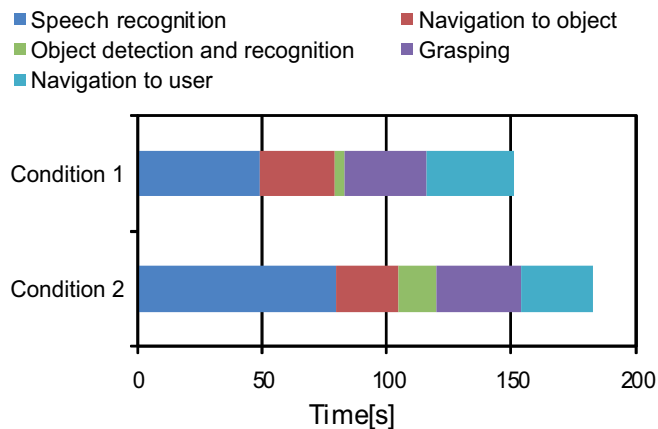 Speech recognition Navigation to object
Object detection and recognition Grasping
Navigation to user
Condition 1
Condition 2
0 50 100 150 200
Time[s]